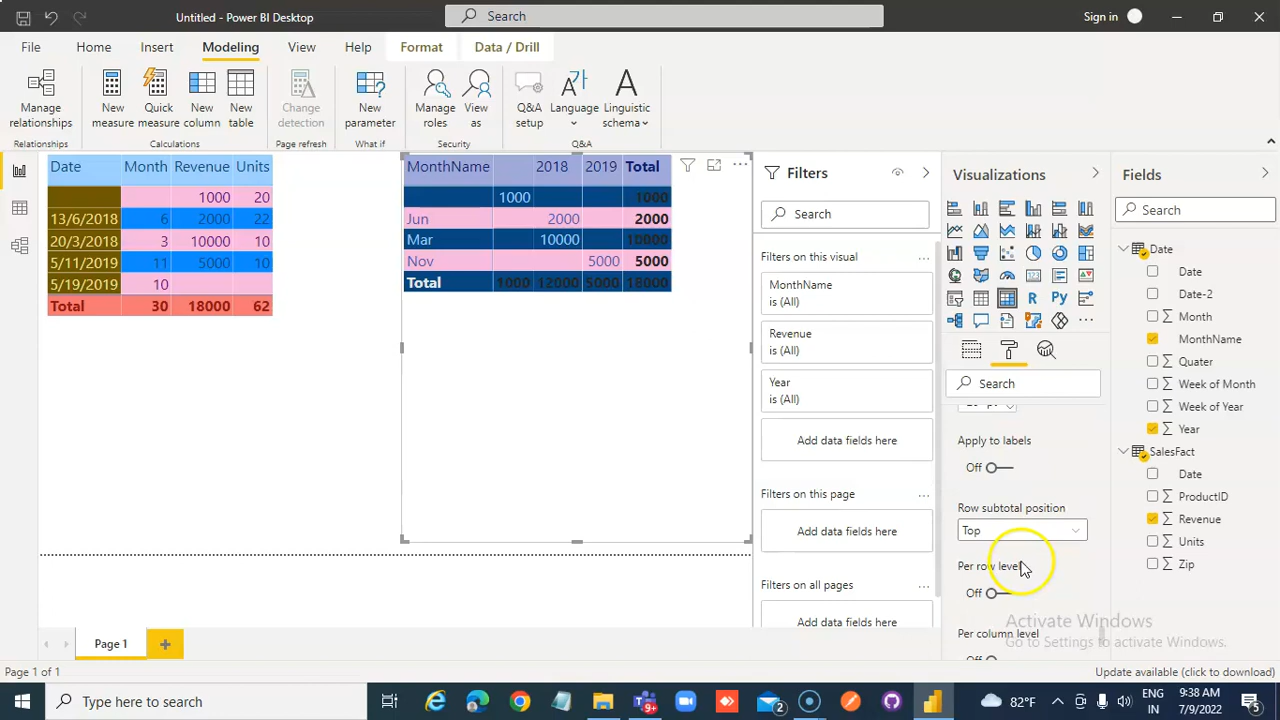 Untitled - Power BI Desktop
Search
Sign in
File Home Insert Modeling View Help Format Data / Drill
Manage relationships
New measure
Quick measure
New column
New table
Change detection
New parameter
Manage roles
View as
Q&A setup
Language
Linguistic schema
Relationships
Calculations
Page refresh
What if
Security
Q&A
Date Month Revenue Units
1000 20
13/6/2018 6 2000 22
20/3/2018 3 10000 10
5/11/2019 11 5000 10
5/19/2019 10
Total 30 18000 62
MonthName 2018 2019 Total
1000 1000
Jun 2000 2000
Mar 10000 10000
Nov 5000 5000
Total 1000 12000 5000 18000
Filters
Search
Filters on this visual
MonthName
is (All)
Revenue
is (All)
Year
is (All)
Add data fields here
Filters on this page
Add data fields here
Filters on all pages
Add data fields here
Visualizations
R
Py
Search
Apply to labels
Off
Row subtotal position
Top
Per row level
Off
Per column level
Fields
Search
Date
Date
Date-2
Month
MonthName
Quater
Week of Month
Week of Year
Year
SalesFact
Date
ProductID
Revenue
Units
Zip
Activate Windows
Go to Settings to activate Windows.
Page 1
Page 1 of 1
Update available (click to download)
Type here to search
9+
2
82°F
ENG
IN
9:38 AM
7/9/2022
5